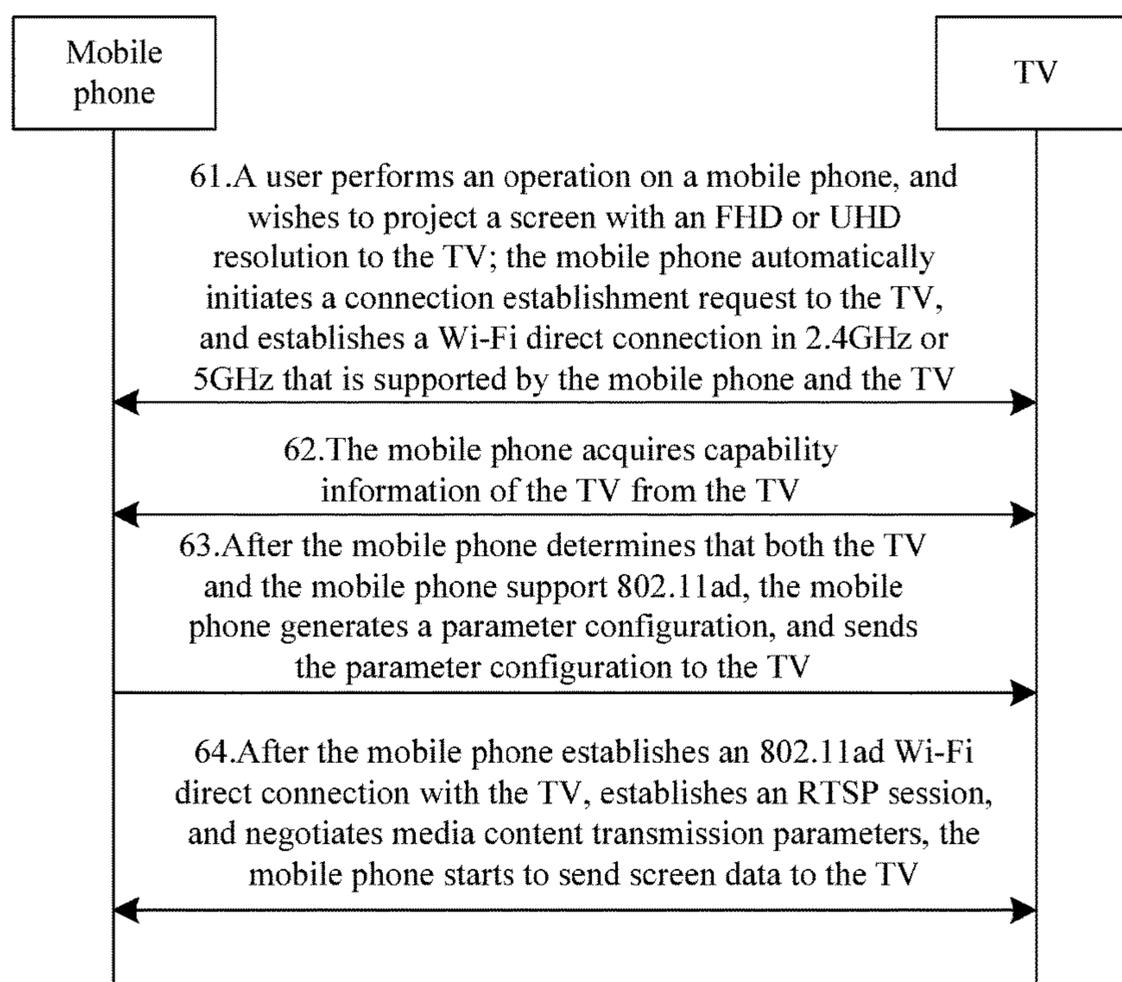 Mobile
phone
TV
61.A user performs an operation on a mobile phone, and
wishes to project a screen with an FHD or UHD
resolution to the TV; the mobile phone automatically
initiates a connection establishment request to the TV,
and establishes a Wi-Fi direct connection in 2.4GHz or
5GHz that is supported by the mobile phone and the TV
62.The mobile phone acquires capability
information of the TV from the TV
63.After the mobile phone determines that both the TV
and the mobile phone support 802.11ad, the mobile
phone generates a parameter configuration, and sends
the parameter configuration to the TV
64.After the mobile phone establishes an 802.11ad Wi-Fi
direct connection with the TV, establishes an RTSP session,
and negotiates media content transmission parameters, the
mobile phone starts to send screen data to the TV